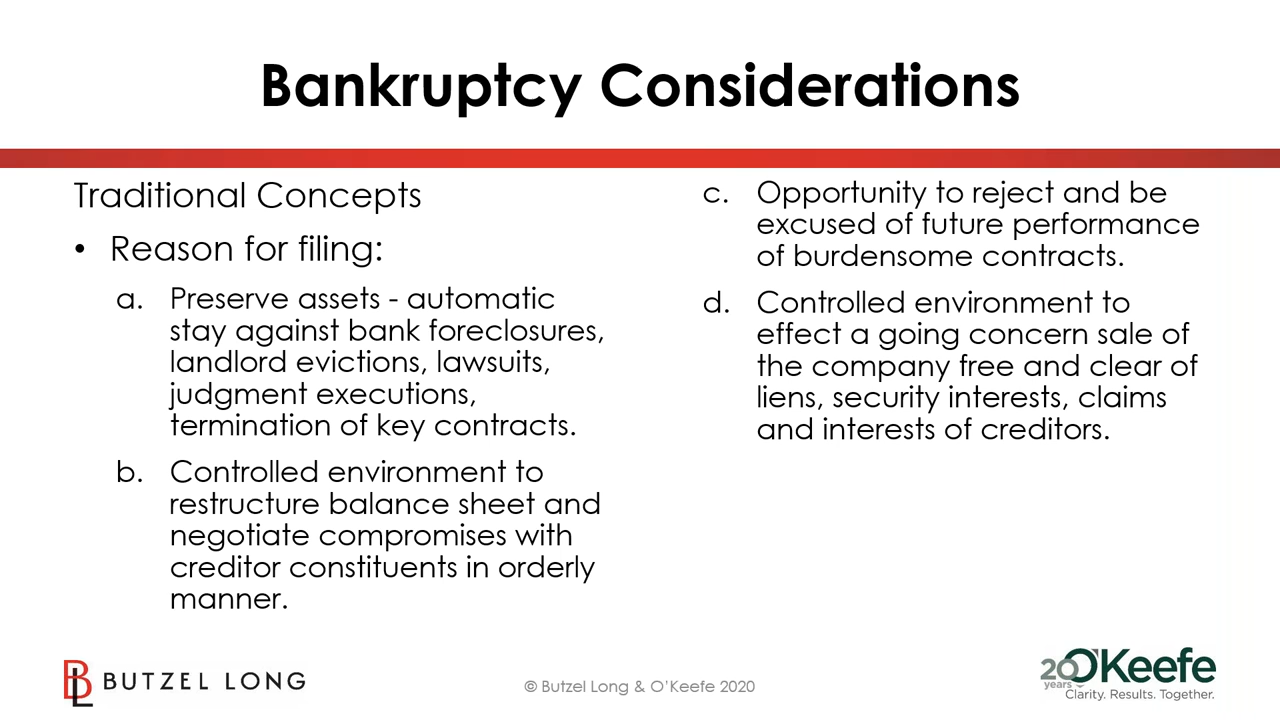 Bankruptcy Considerations
Traditional Concepts
• Reason for filing:
a. Preserve assets - automatic
stay against bank foreclosures,
landlord evictions, lawsuits,
judgment executions,
termination of key contracts.
b. Controlled environment to
restructure balance sheet and
negotiate compromises with
creditor constituents in orderly
manner.
c. Opportunity to reject and be
excused of future performance
of burdensome contracts.
d. Controlled environment to
effect a going concern sale of
the company free and clear of
liens, security interests, claims
and interests of creditors.
BL BUTZEL LONG
© Butzel Long & O'Keefe 2020
20 years O'Keefe
Clarity. Results. Together.